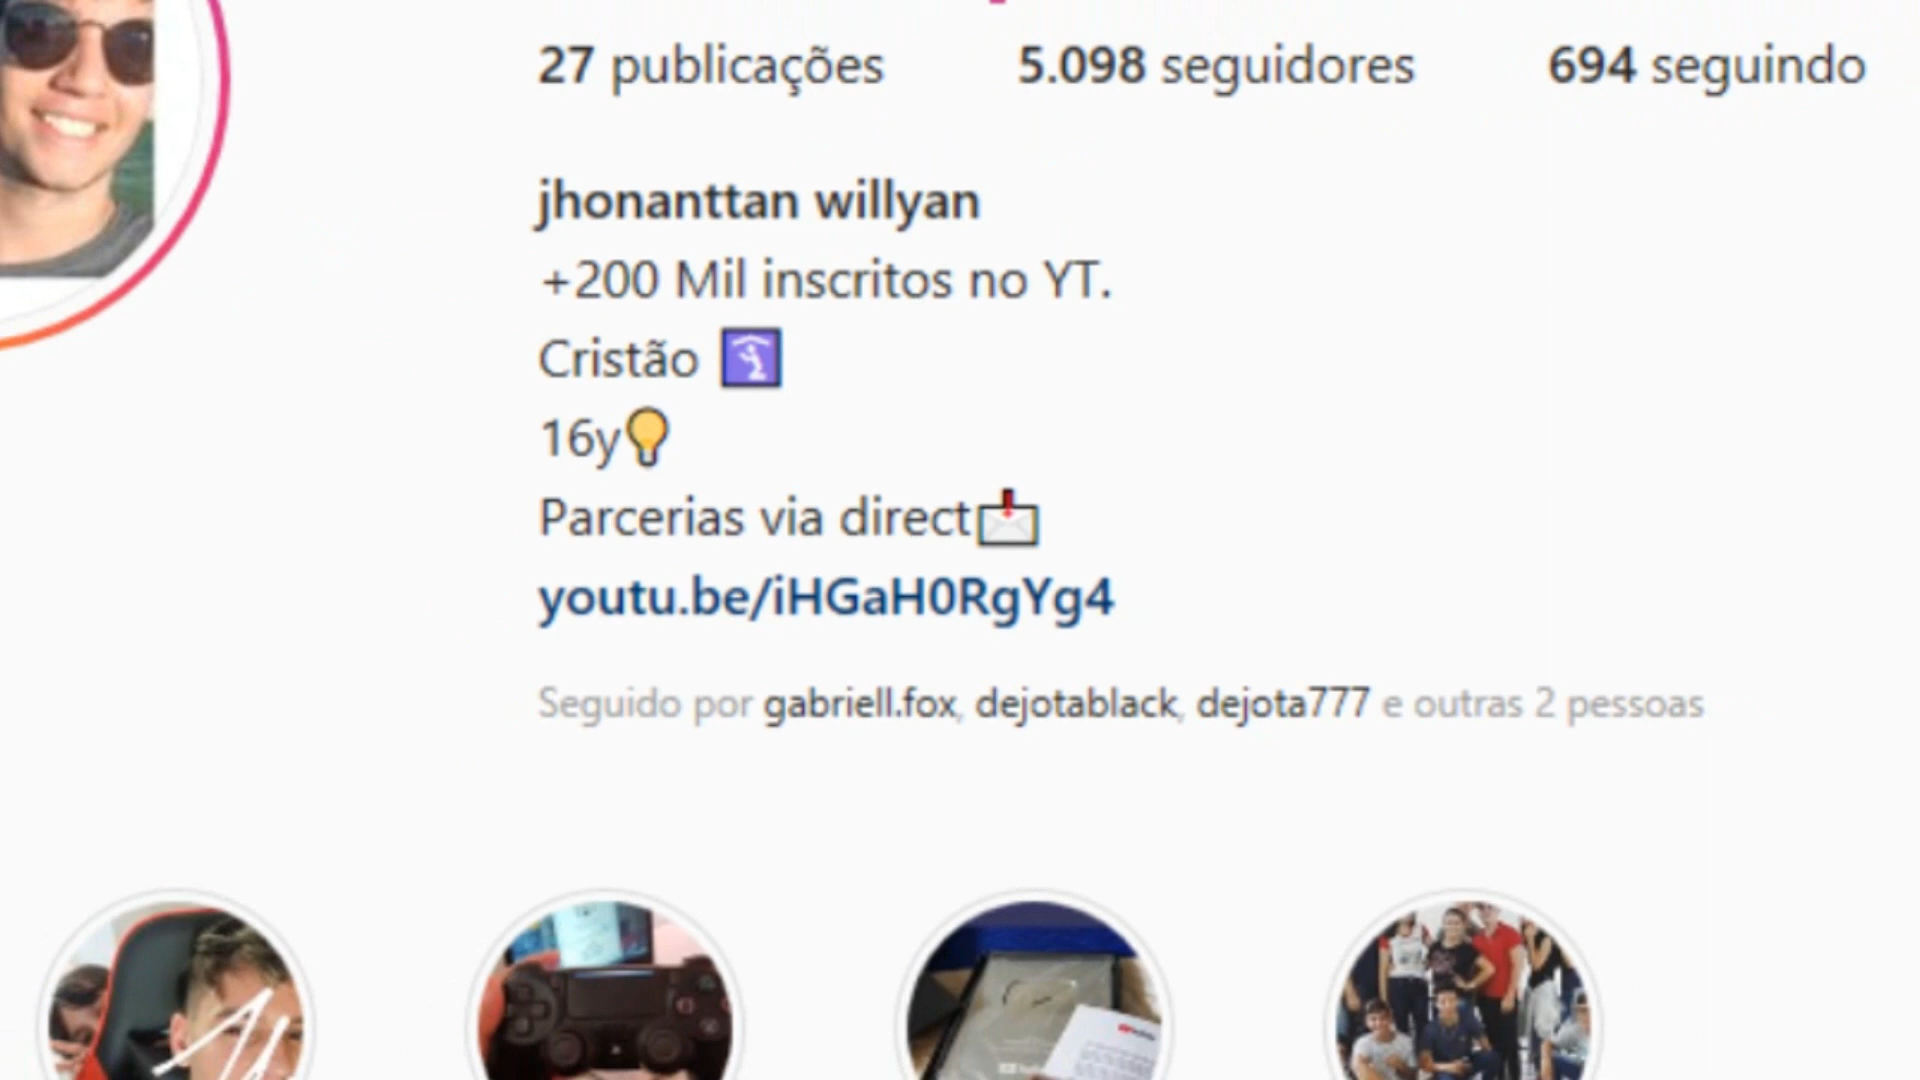 27 publicações 5.098 seguidores 694 seguindo
jhonanttan willyan
+200 Mil inscritos no YT.
Cristão 🛐
16y💡
Parcerias via direct📩
youtu.be/iHGaH0RgYg4
Seguido por gabriell.fox, dejotablack, dejota777 e outras 2 pessoas